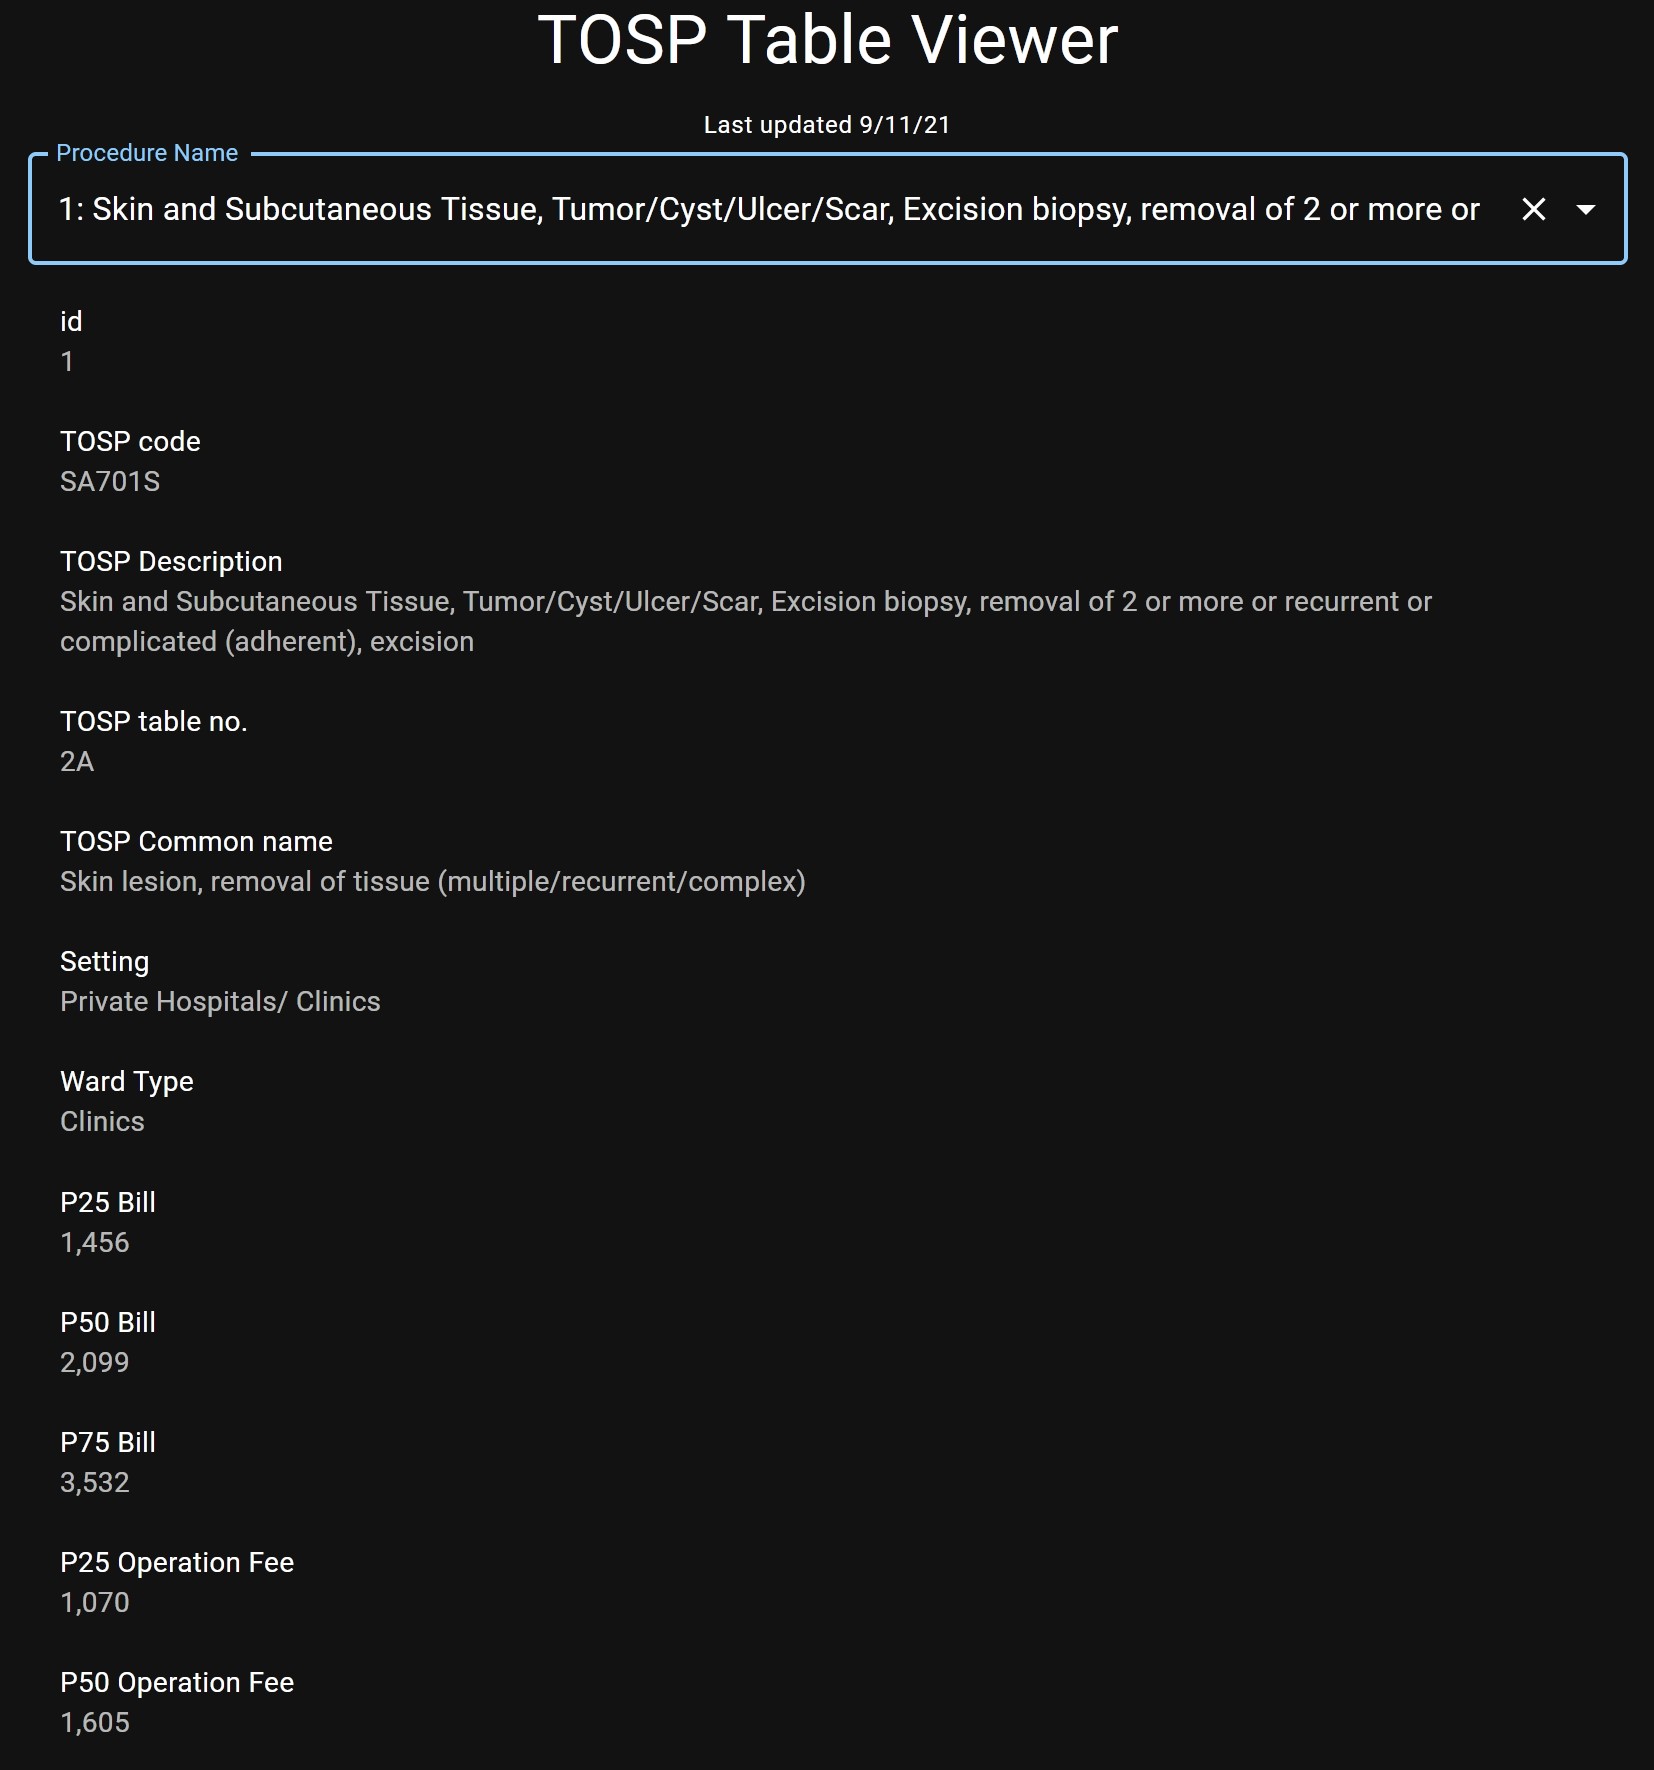 TOSP Table Viewer
Last updated 9/11/21
Procedure Name
1: Skin and Subcutaneous Tissue, Tumor/Cyst/Ulcer/Scar, Excision biopsy, removal of 2 or more or
id
1
TOSP code
SA701S
TOSP Description
Skin and Subcutaneous Tissue, Tumor/Cyst/Ulcer/Scar, Excision biopsy, removal of 2 or more or recurrent or
complicated (adherent), excision
TOSP table no.
2A
TOSP Common name
Skin lesion, removal of tissue (multiple/recurrent/complex)
Setting
Private Hospitals/ Clinics
Ward Type
Clinics
P25 Bill
1,456
P50 Bill
2,099
P75 Bill
3,532
P25 Operation Fee
1,070
P50 Operation Fee
1,605